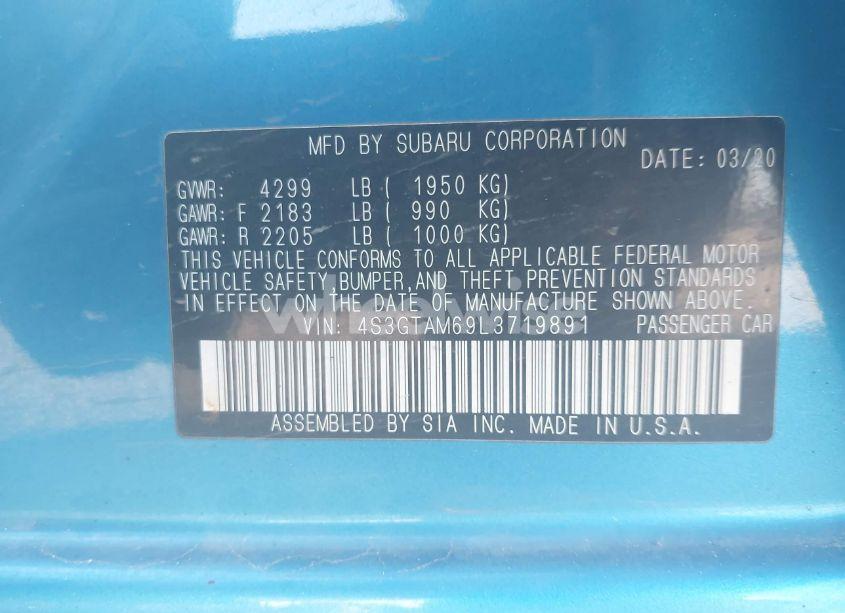 MFD BY SUBARU CORPORATION
DATE: 03/20
GVWR: 4299 LB ( 1950 KG)
GAWR: F 2183 LB ( 990 KG)
GAWR: R 2205 LB ( 1000 KG)
THIS VEHICLE CONFORMS TO ALL APPLICABLE FEDERAL MOTOR
VEHICLE SAFETY,BUMPER,AND THEFT PREVENTION STANDARDS
IN EFFECT ON THE DATE OF MANUFACTURE SHOWN ABOVE.
VIN: 4S3GTAM69L3719891 PASSENGER CAR
ASSEMBLED BY SIA INC. MADE IN U.S.A.